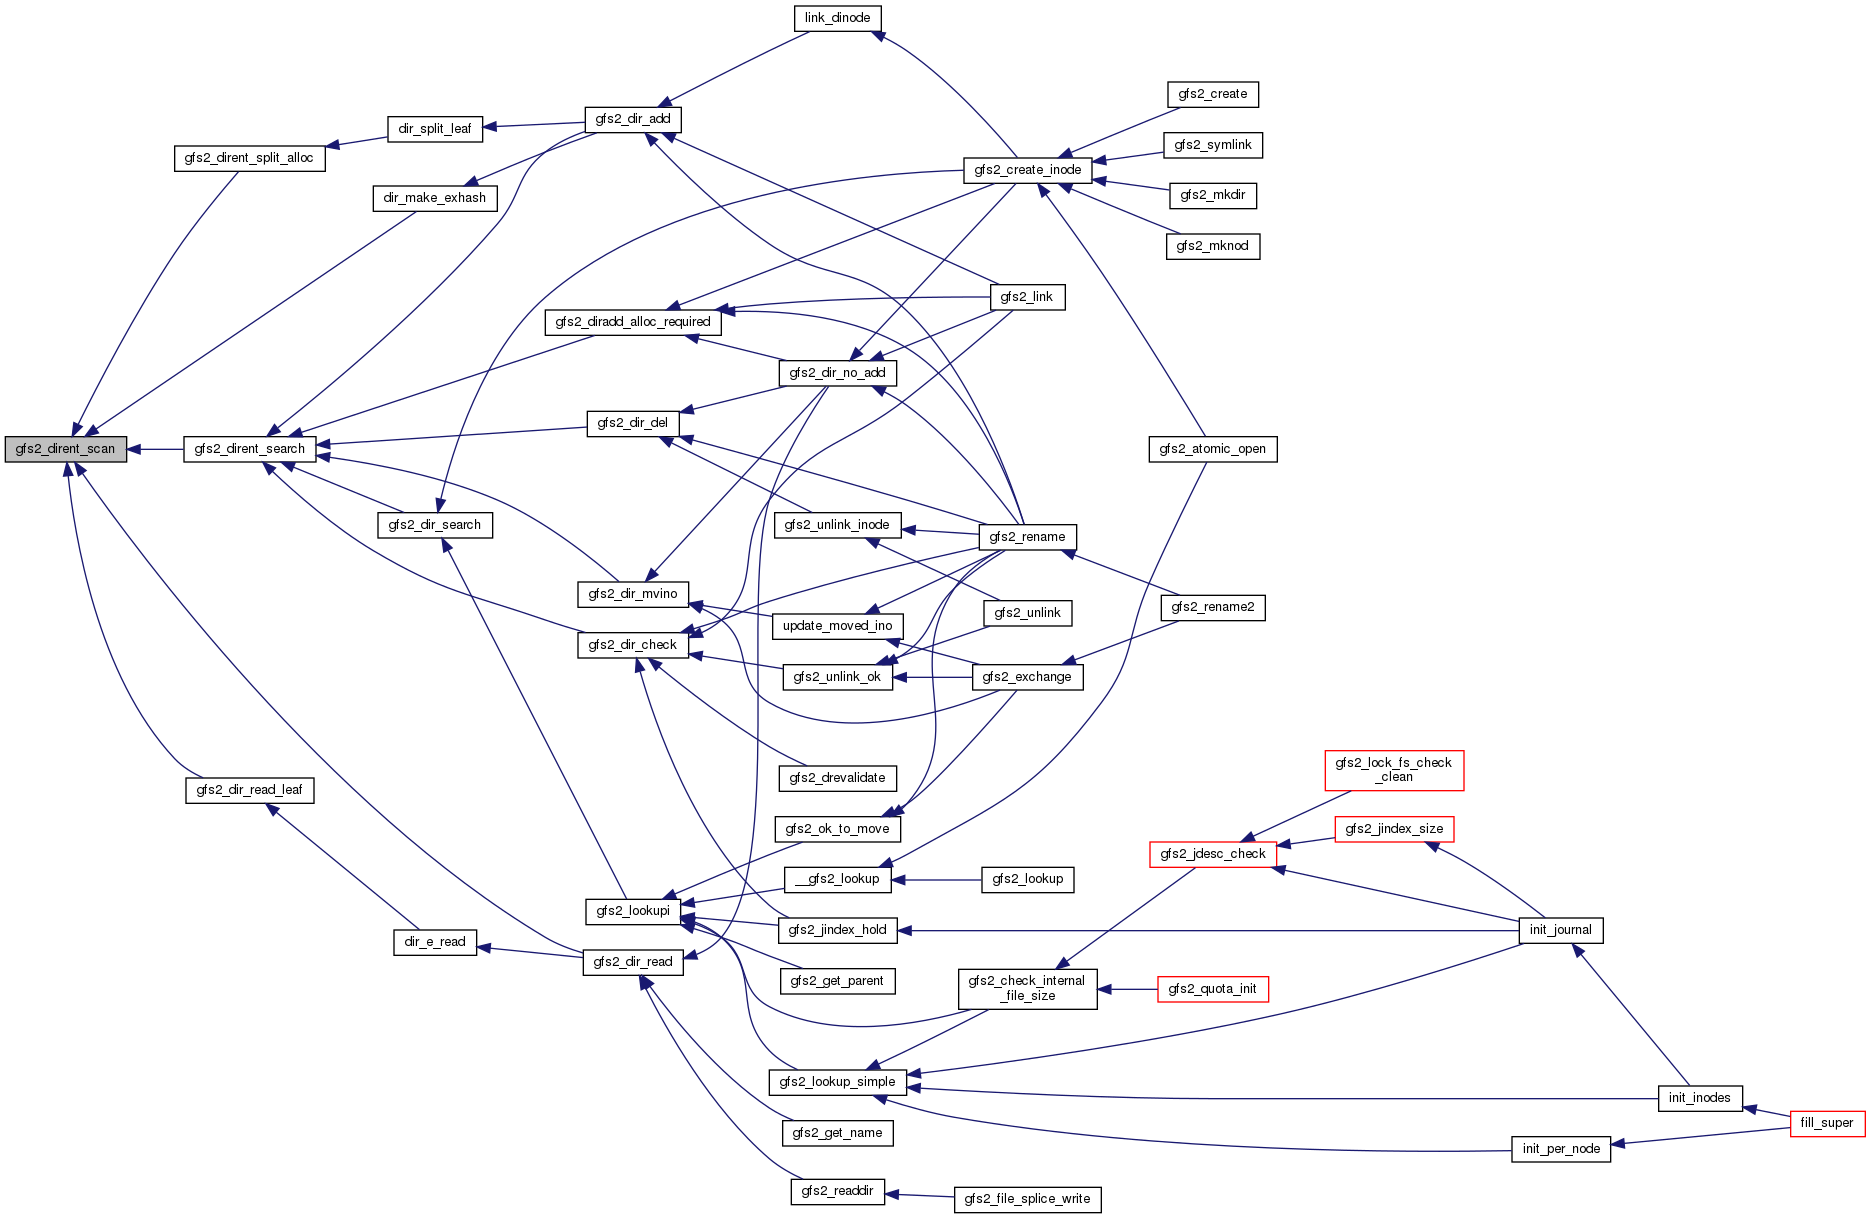 link_dinode
gfs2_create
gfs2_dir_add
dir_split_leaf
gfs2_symlink
gfs2_dirent_split_alloc
gfs2_create_inode
dir_make_exhash
gfs2_mkdir
gfs2_mknod
gfs2_link
gfs2_diradd_alloc_required
gfs2_dir_no_add
gfs2_dir_del
gfs2_dirent_scan
gfs2_dirent_search
gfs2_atomic_open
gfs2_dir_search
gfs2_unlink_inode
gfs2_rename
gfs2_dir_mvino
gfs2_rename2
gfs2_unlink
update_moved_ino
gfs2_dir_check
gfs2_unlink_ok
gfs2_exchange
gfs2_lock_fs_check
_clean
gfs2_drevalidate
gfs2_dir_read_leaf
gfs2_ok_to_move
gfs2_jindex_size
gfs2_jdesc_check
__gfs2_lookup
gfs2_lookup
gfs2_lookupi
gfs2_jindex_hold
init_journal
dir_e_read
gfs2_dir_read
gfs2_get_parent
gfs2_check_internal
_file_size
gfs2_quota_init
gfs2_lookup_simple
init_inodes
fill_super
gfs2_get_name
init_per_node
gfs2_readdir
gfs2_file_splice_write